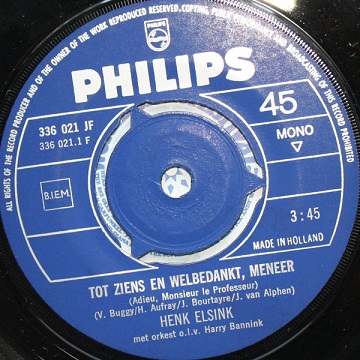 ALL RIGHTS OF THE RECORD PRODUCER AND OF THE OWNER OF THE WORK REPRODUCED RESERVED. UNAUTHORISED COPYING, PUBLIC PERFORMANCE AND BROADCASTING OF THIS RECORD PROHIBITED
PHILIPS
PHILIPS
336 021 JF
336 021.1 F
45
MONO
B.I.E.M.
3:45
MADE IN HOLLAND
TOT ZIENS EN WELBEDANKT, MENEER
(Adieu, Monsieur le Professeur)
(V. Buggy/H. Aufray/J. Bourtayre/J. van Alphen)
HENK ELSINK
met orkest o.l.v. Harry Bannink